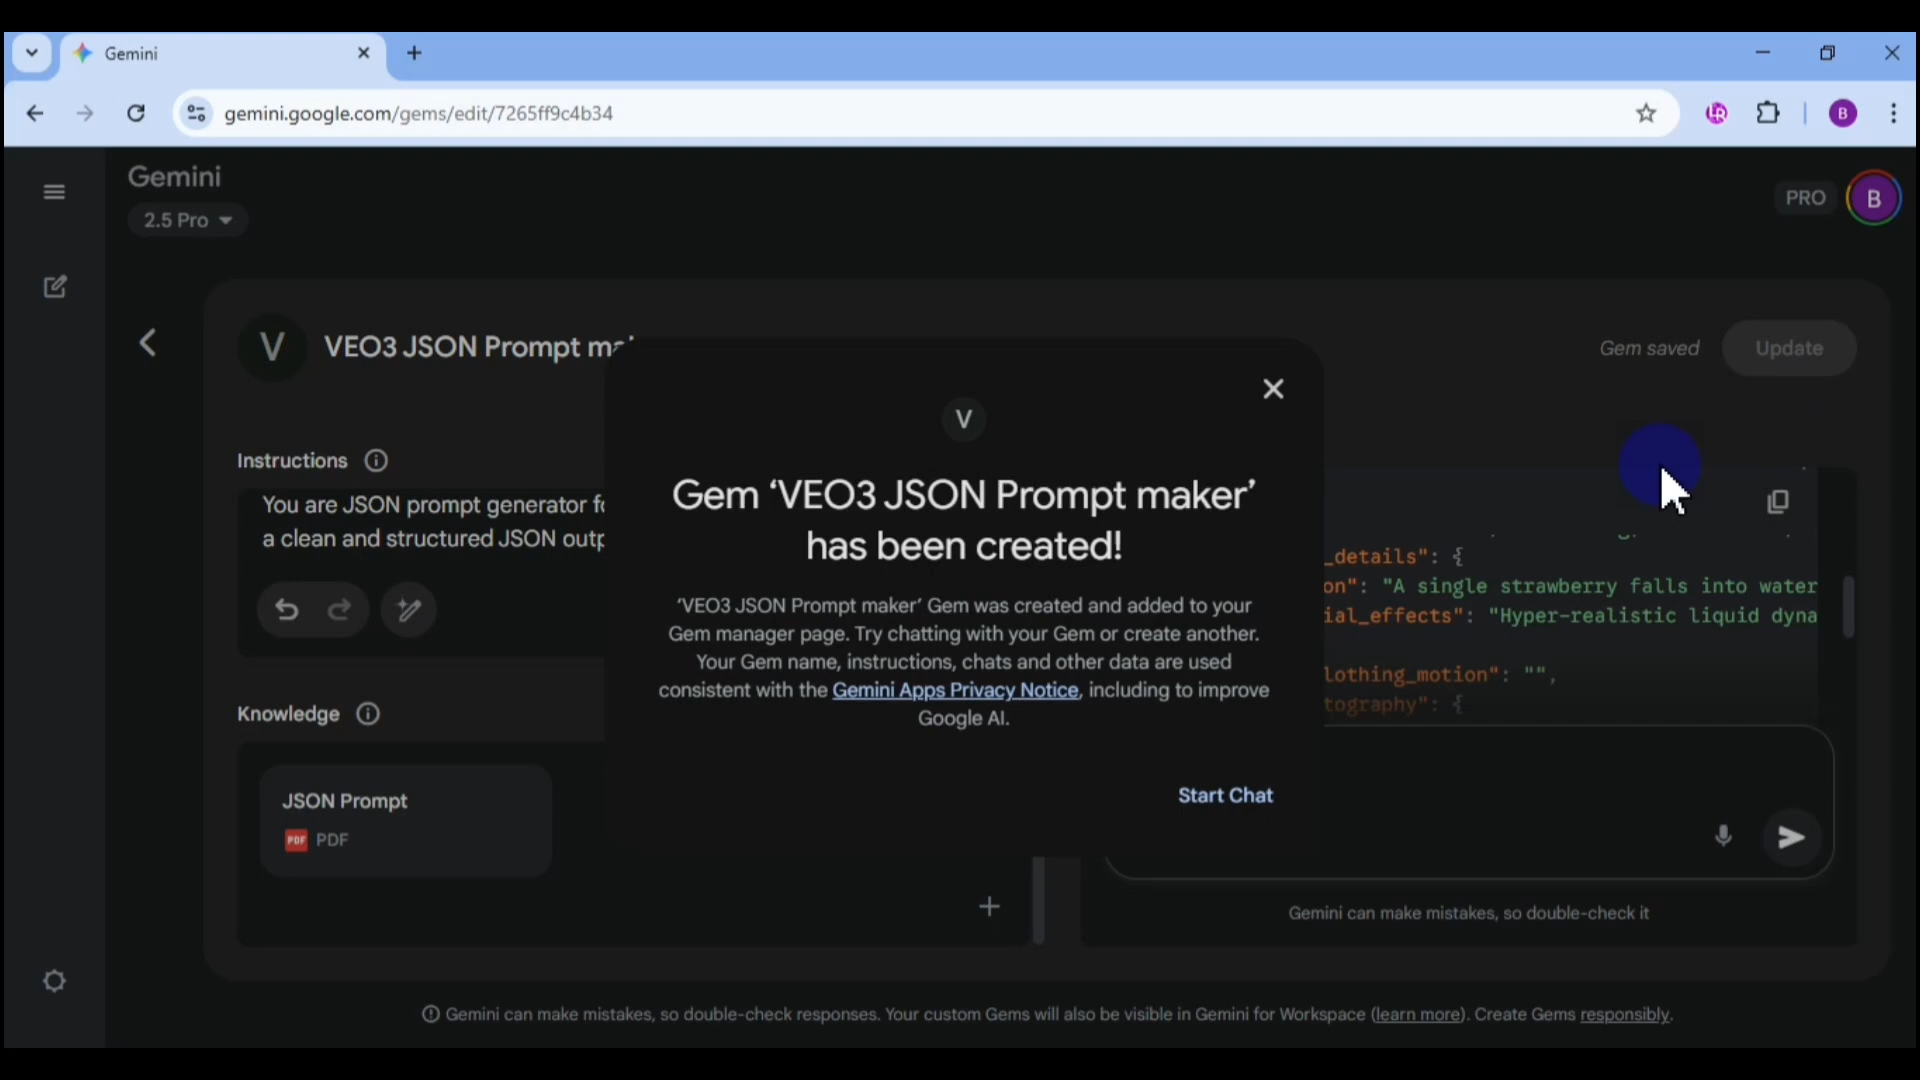 Gemini
gemini.google.com/gems/edit/7265ff9c4b34
B
Gemini
2.5 Pro
PRO
B
V
VEO3 JSON Prompt
Gem saved
Update
V
Gem ‘VEO3 JSON Prompt maker’
has been created!
‘VEO3 JSON Prompt maker’ Gem was created and added to your
Gem manager page. Try chatting with your Gem or create another.
Your Gem name, instructions, chats and other data are used
consistent with the Gemini Apps Privacy Notice, including to improve
Google AI.
Start Chat
Instructions
You are JSON prompt generator
a clean and structured JSON
Knowledge
JSON Prompt
PDF PDF
_details": {
on": "A single strawberry falls into water
ial_effects": "Hyper-realistic liquid dyna
lothing_motion": "",
tography": {
Gemini can make mistakes, so double-check it
Gemini can make mistakes, so double-check responses. Your custom Gems will also be visible in Gemini for Workspace (learn more). Create Gems responsibly.